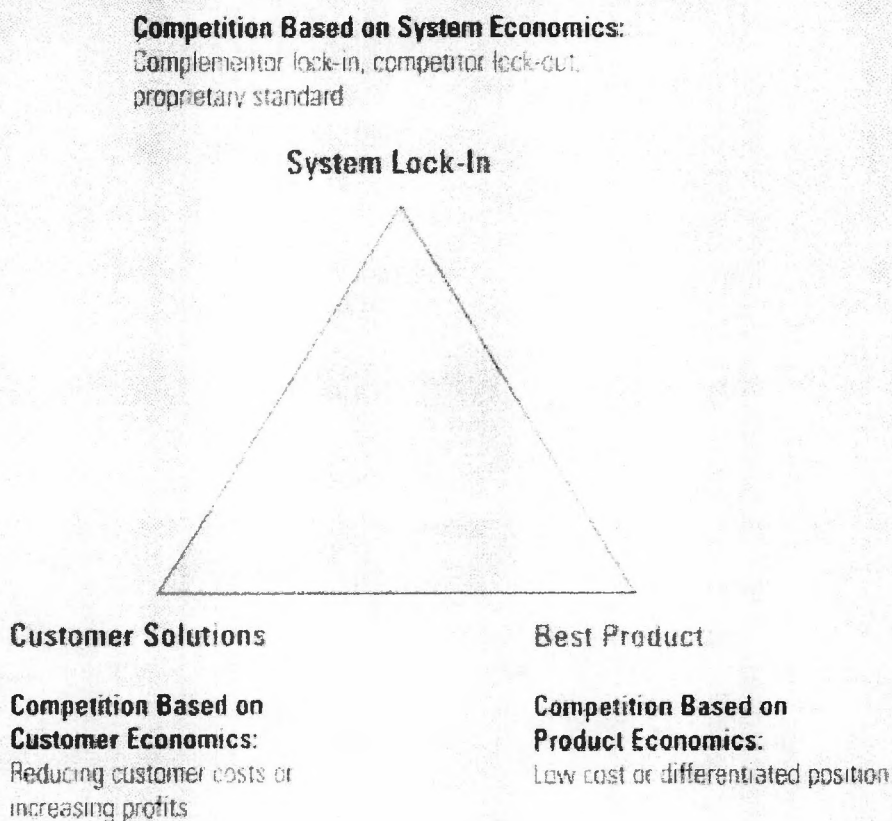 Competition Based on System Economics:
Complementor lock-in, competitor lock-out,
proprietary standard
System Lock-In
Customer Solutions
Competition Based on
Customer Economics:
Reducing customer costs or
increasing profits
Best Product
Competition Based on
Product Economics:
Low cost or differentiated position